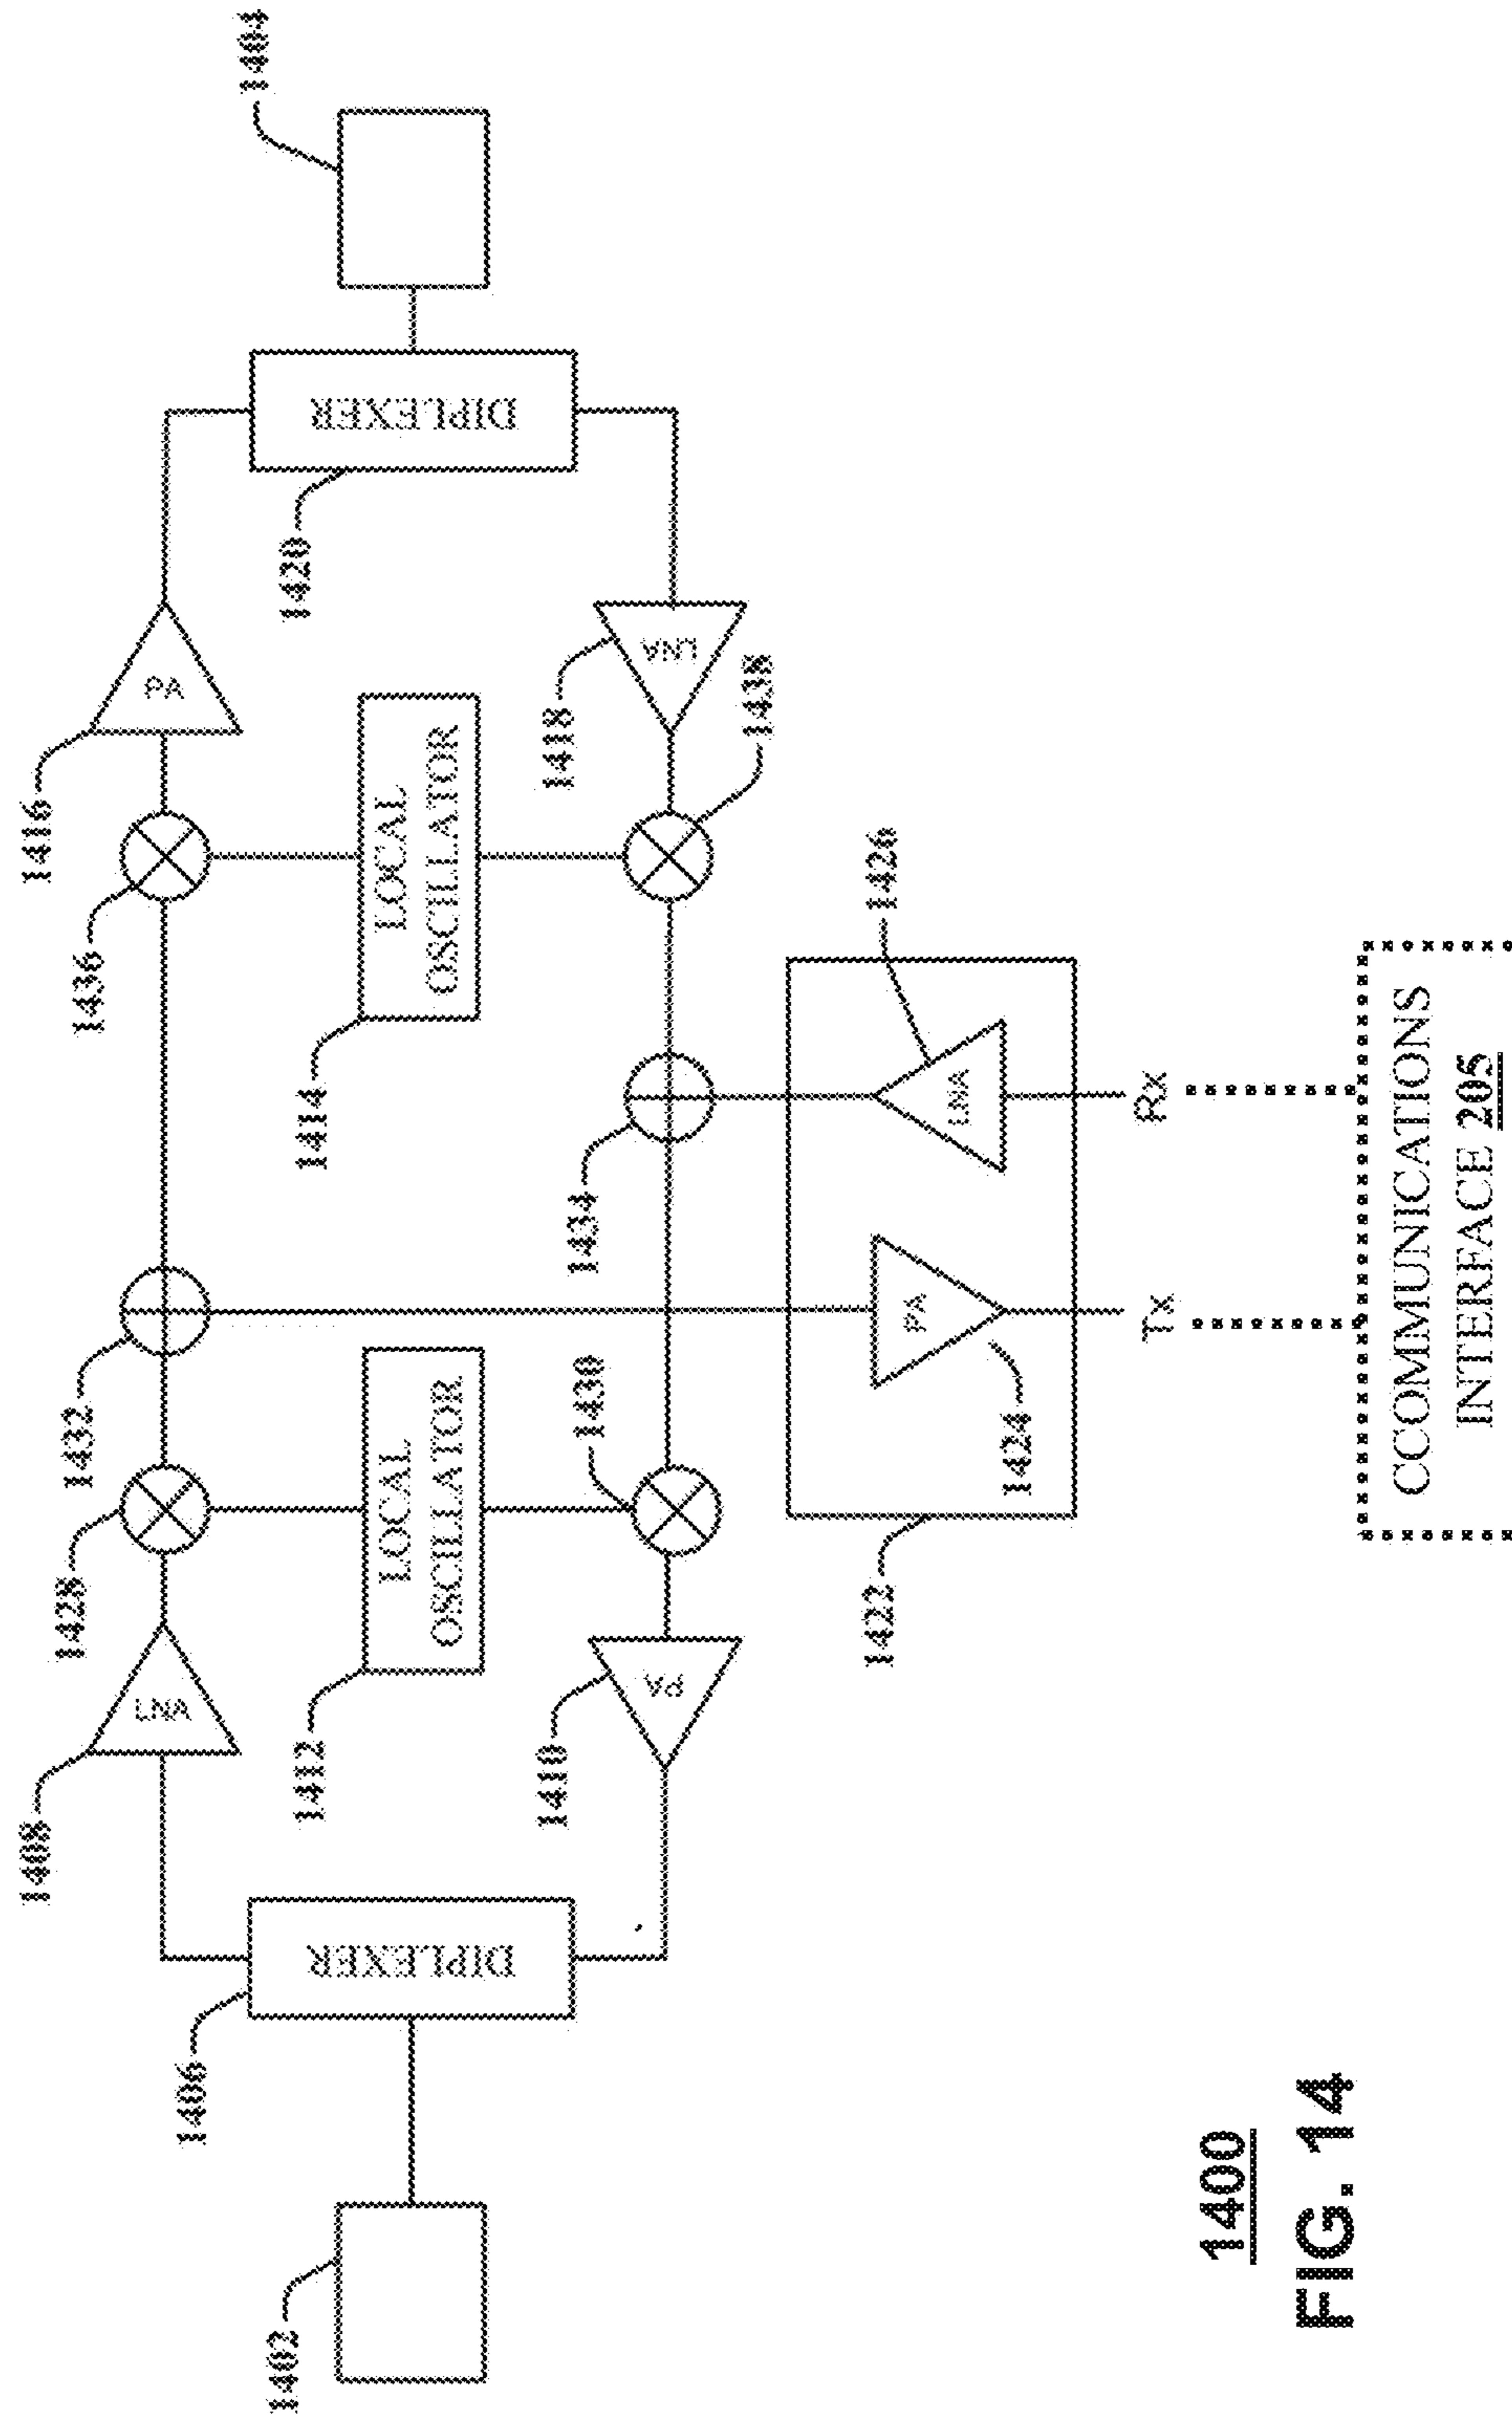 1408
1416
1428
1432
1436
LNA
PA
1406
1404
1402
1420
1412
1414
LOCAL
OSCILLATOR
LOCAL
OSCILLATOR
DIPLEXER
DIPLEXER
1410
1418
1430
1434
PA
LNA
1438
1422
1426
PA
LNA
1424
Tx
Rx
1400
FIG. 14
CCOMMUNICATIONS
INTERFACE 205